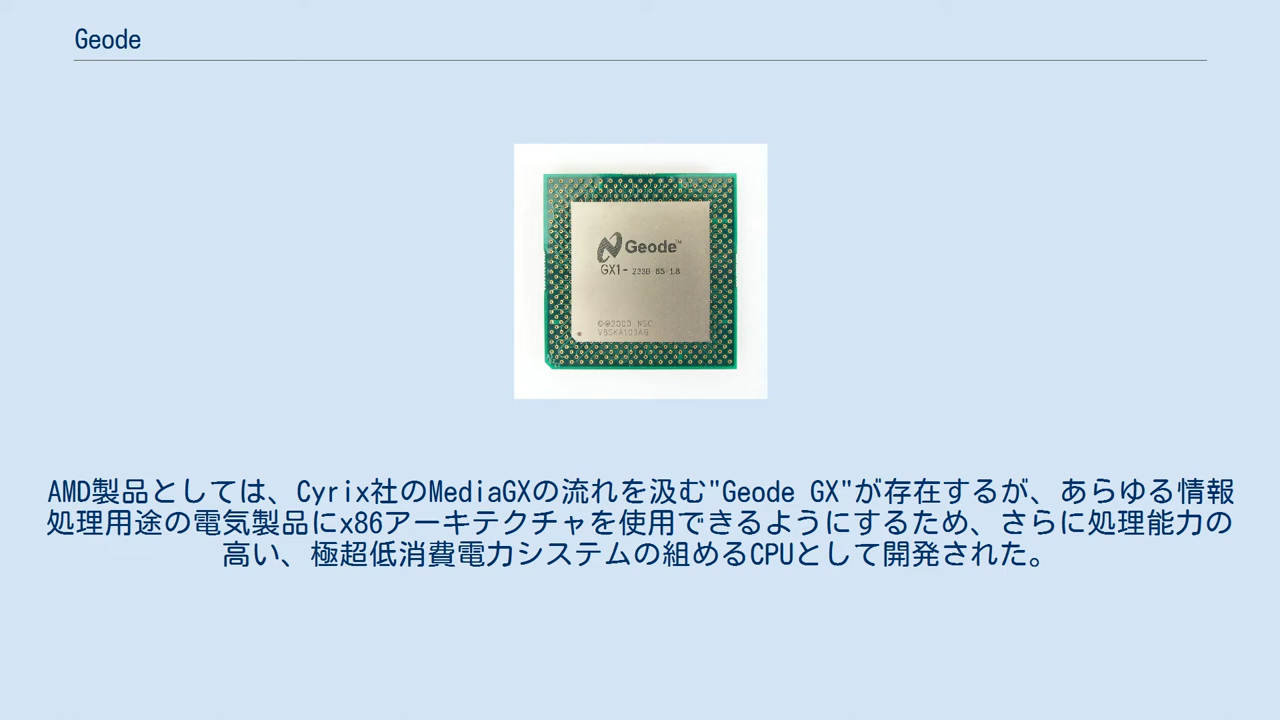 Geode
Geode™
GX1- 233B 85 1.8
©®2000 NSC
AMD製品としては、Cyrix社のMediaGXの流れを汲む"Geode GX"が存在するが、あらゆる情報
処理用途の電気製品にx86アーキテクチャを使用できるようにするため、さらに処理能力の
高い、極超低消費電力システムの組めるCPUとして開発された。